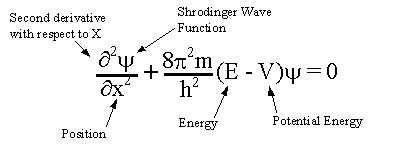 Second derivative
with respect to X
Shrodinger Wave
Function
∂²ψ/∂x² + 8π²m/h² (E - V)ψ = 0
Position
Energy
Potential Energy